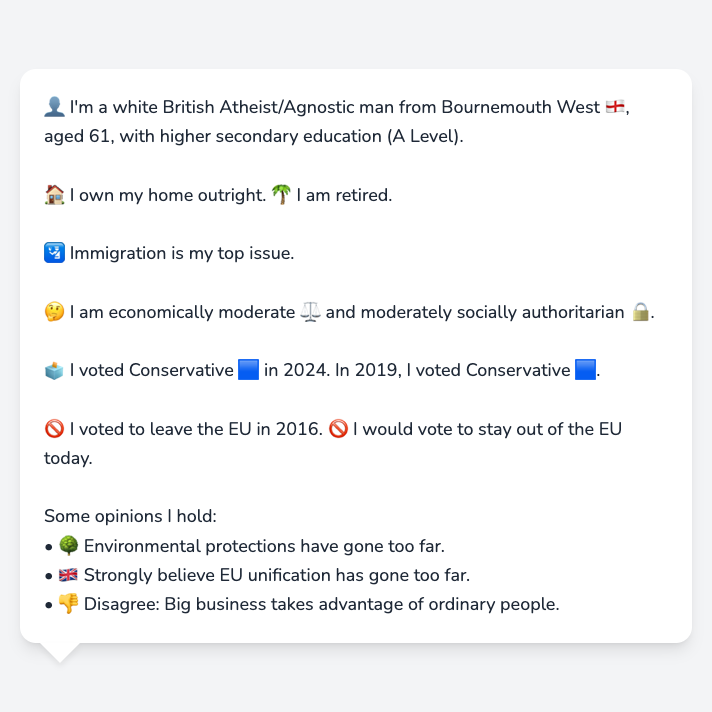 👤 I'm a white British Atheist/Agnostic man from Bournemouth West 🏴󠁧󠁢󠁥󠁮󠁧󠁿,
aged 61, with higher secondary education (A Level).
🏠 I own my home outright. 🌴 I am retired.
🛂 Immigration is my top issue.
🤔 I am economically moderate ⚖️ and moderately socially authoritarian 🔒.
🗳️ I voted Conservative 🟦 in 2024. In 2019, I voted Conservative 🟦.
🚫 I voted to leave the EU in 2016. 🚫 I would vote to stay out of the EU
today.
Some opinions I hold:
• 🌳 Environmental protections have gone too far.
• 🇬🇧 Strongly believe EU unification has gone too far.
• 👎 Disagree: Big business takes advantage of ordinary people.